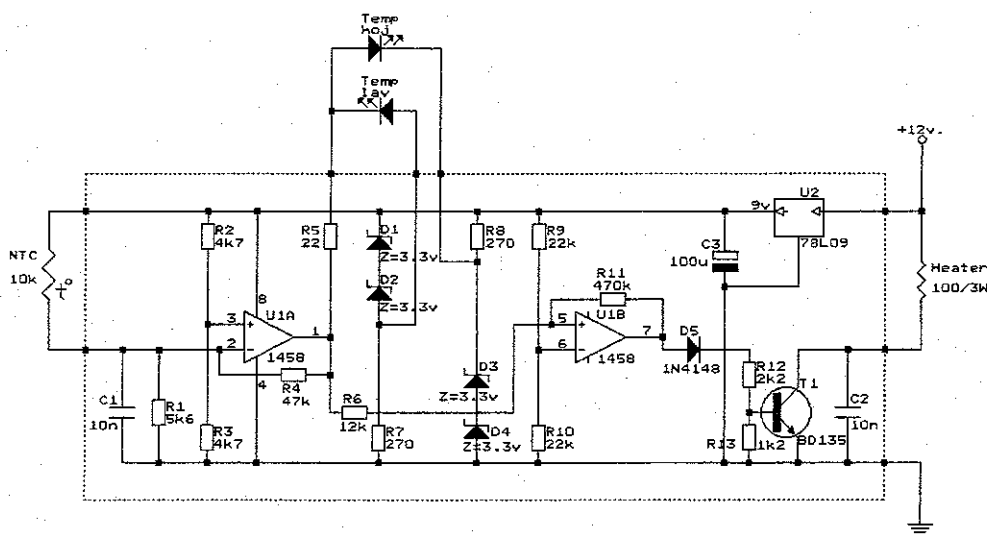 Temp
hoj
Temp
lav
+12v.
U2
9v
78L09
R2
4k7
R5
22
D1
Z=3.3v
R8
270
R9
22k
C3
100u
NTC
10k
t°
D2
Z=3.3v
R11
470k
Heater
100/3W
8
U1A
3
1
2
1458
4
U1B
5
7
6
1458
D5
1N4148
R4
47k
D3
Z=3.3v
R12
2k2
T1
C1
10n
R1
5k6
R6
12k
C2
10n
R3
4k7
R7
270
D4
Z=3.3v
R10
22k
R13
1k2
BD135